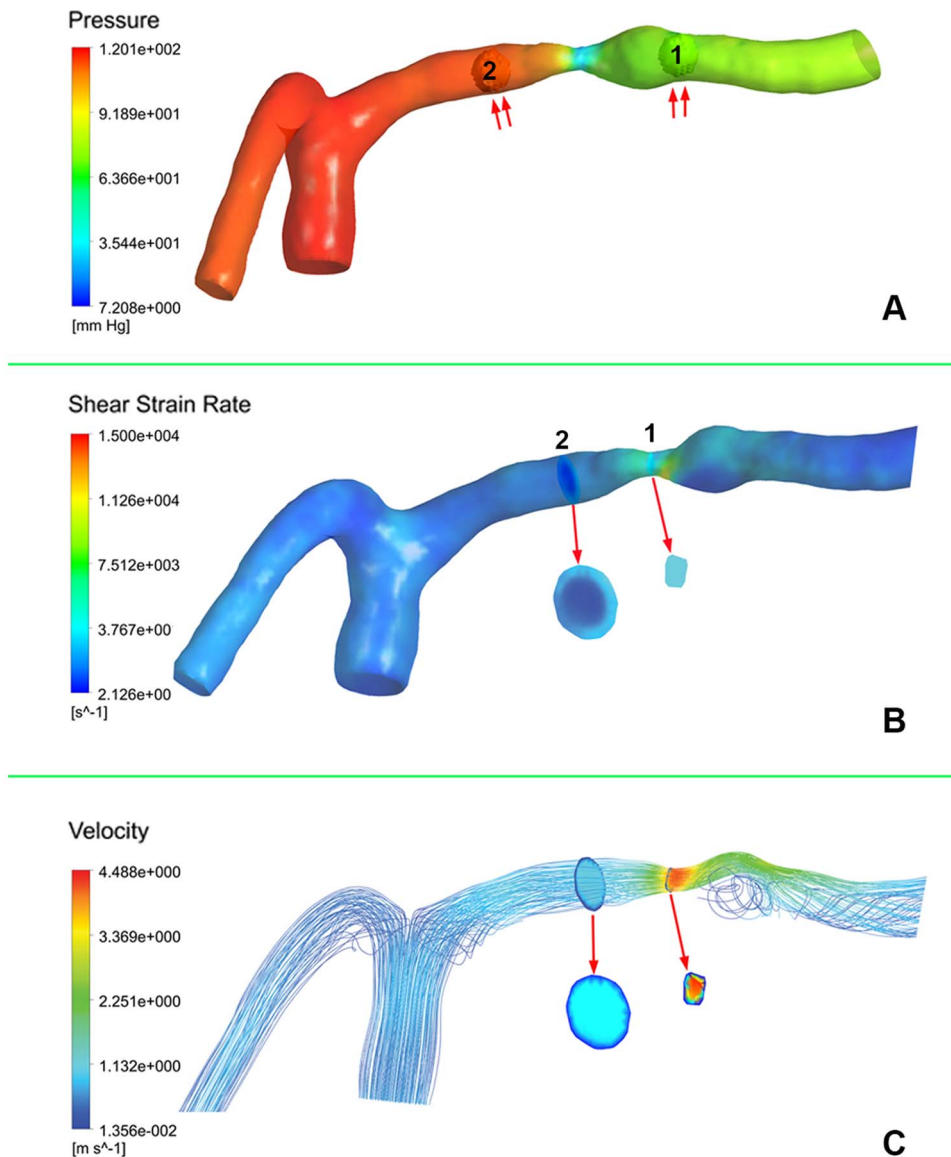 Pressure
1.201e+002
9.189e+001
6.366e+001
3.544e+001
7.208e+000
[mm Hg]
2
1
A
Shear Strain Rate
1.500e+004
1.126e+004
7.512e+003
3.767e+00
2.126e+00
[s^-1]
2
1
B
Velocity
4.488e+000
3.369e+000
2.251e+000
1.132e+000
1.356e-002
[m s^-1]
C